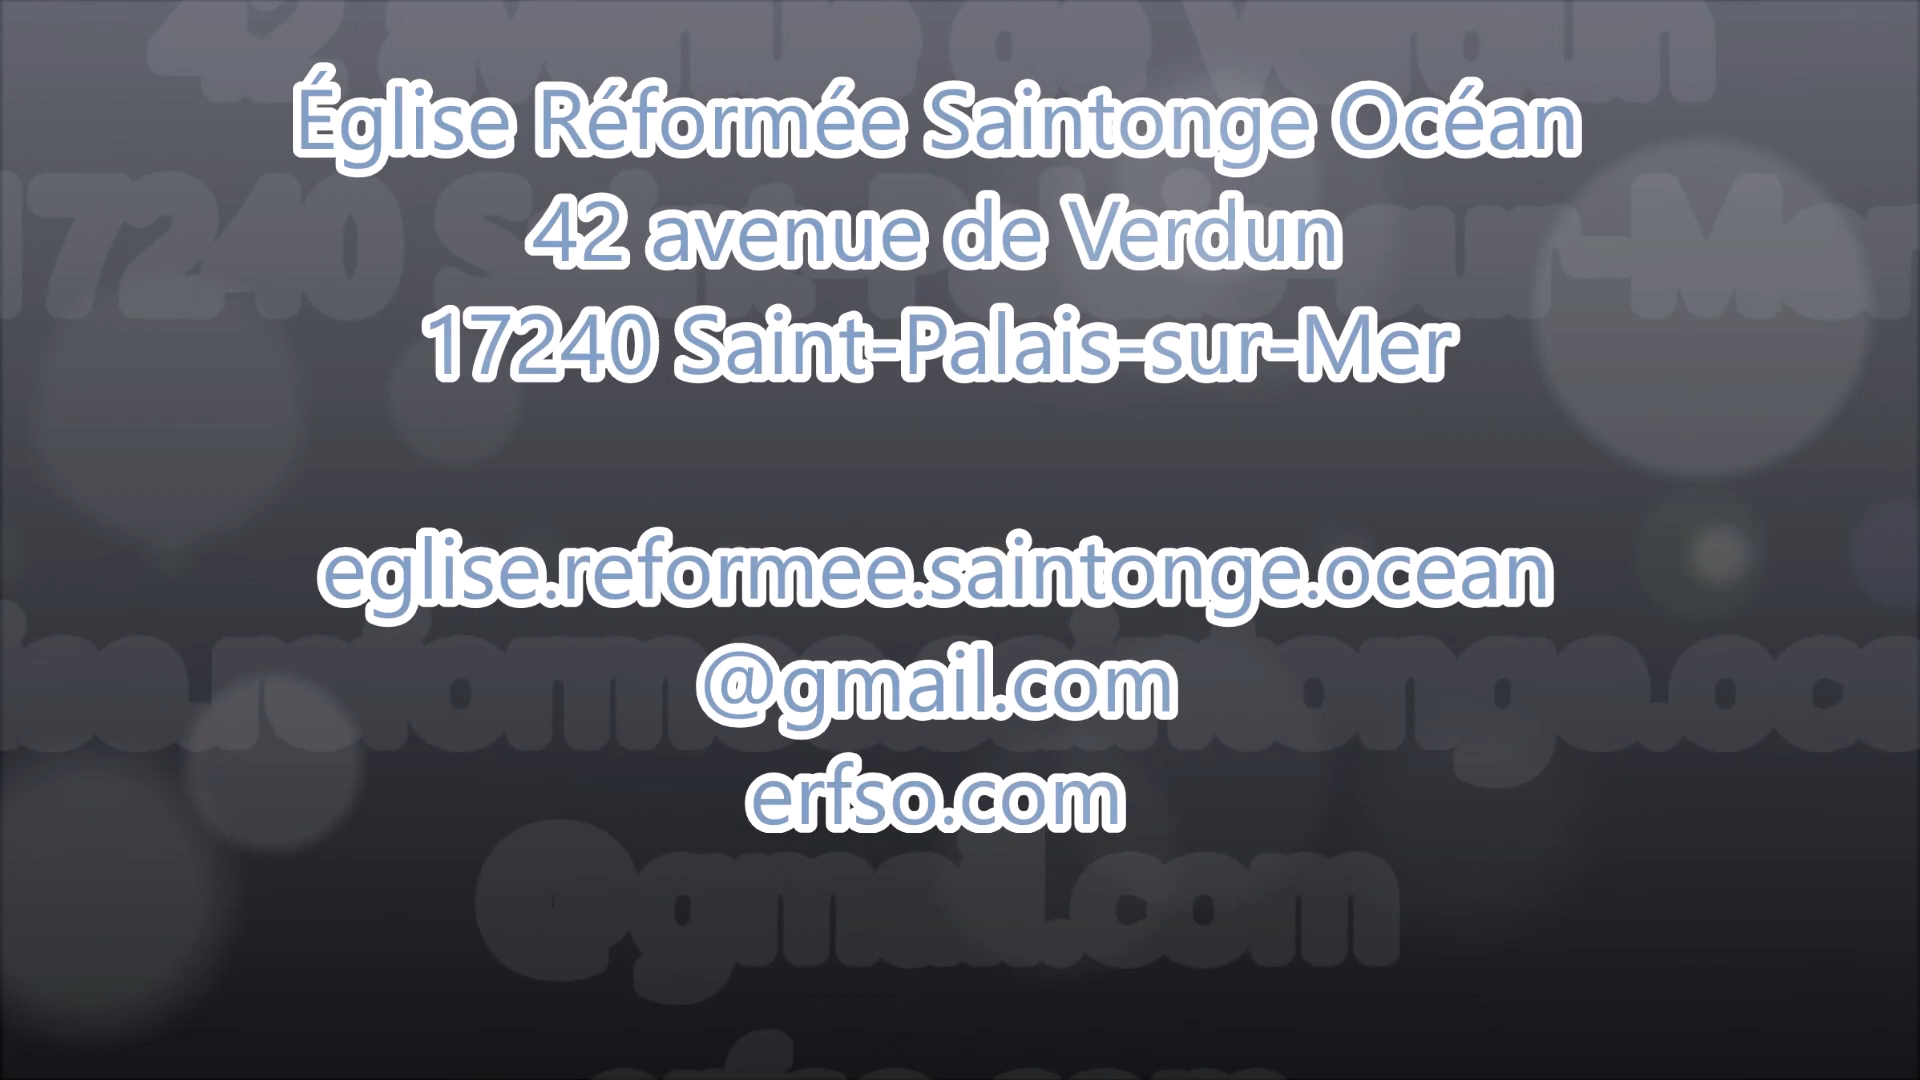 Église Réformée Saintonge Océan
42 avenue de Verdun
17240 Saint-Palais-sur-Mer
eglise.reformee.saintonge.ocean
@gmail.com
erfso.com